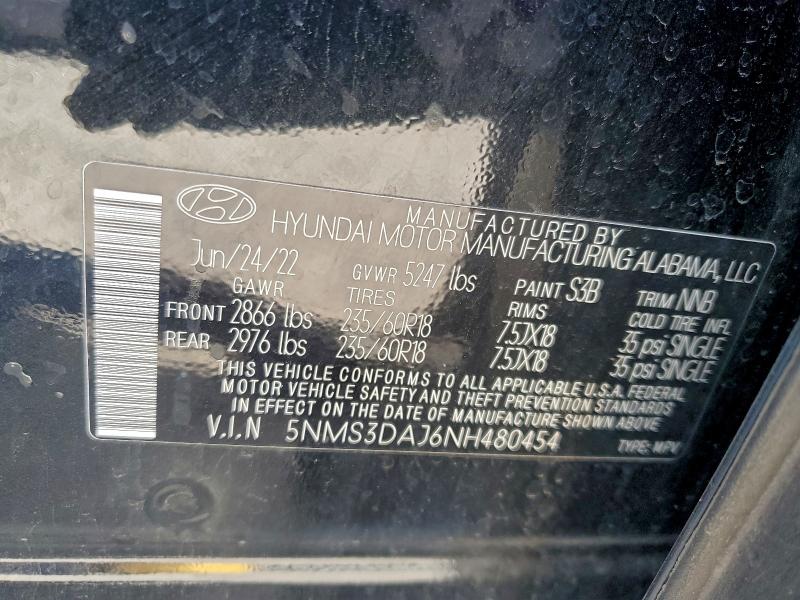 MANUFACTURED BY
HYUNDAI MOTOR MANUFACTURING ALABAMA, LLC
Jun/24/22 GVWR 5247 lbs PAINT S3B TRIM NNB
GAWR TIRES RIMS COLD TIRE INFL
FRONT 2866 lbs 235/60R18 7.5JX18 35 psi SINGLE
REAR 2976 lbs 235/60R18 7.5JX18 35 psi SINGLE
THIS VEHICLE CONFORMS TO ALL APPLICABLE U.S.A. FEDERAL
MOTOR VEHICLE SAFETY AND THEFT PREVENTION STANDARDS
IN EFFECT ON THE DATE OF MANUFACTURE SHOWN ABOVE
V.I.N 5NMS3DAJ6NH480454 TYPE: MPV